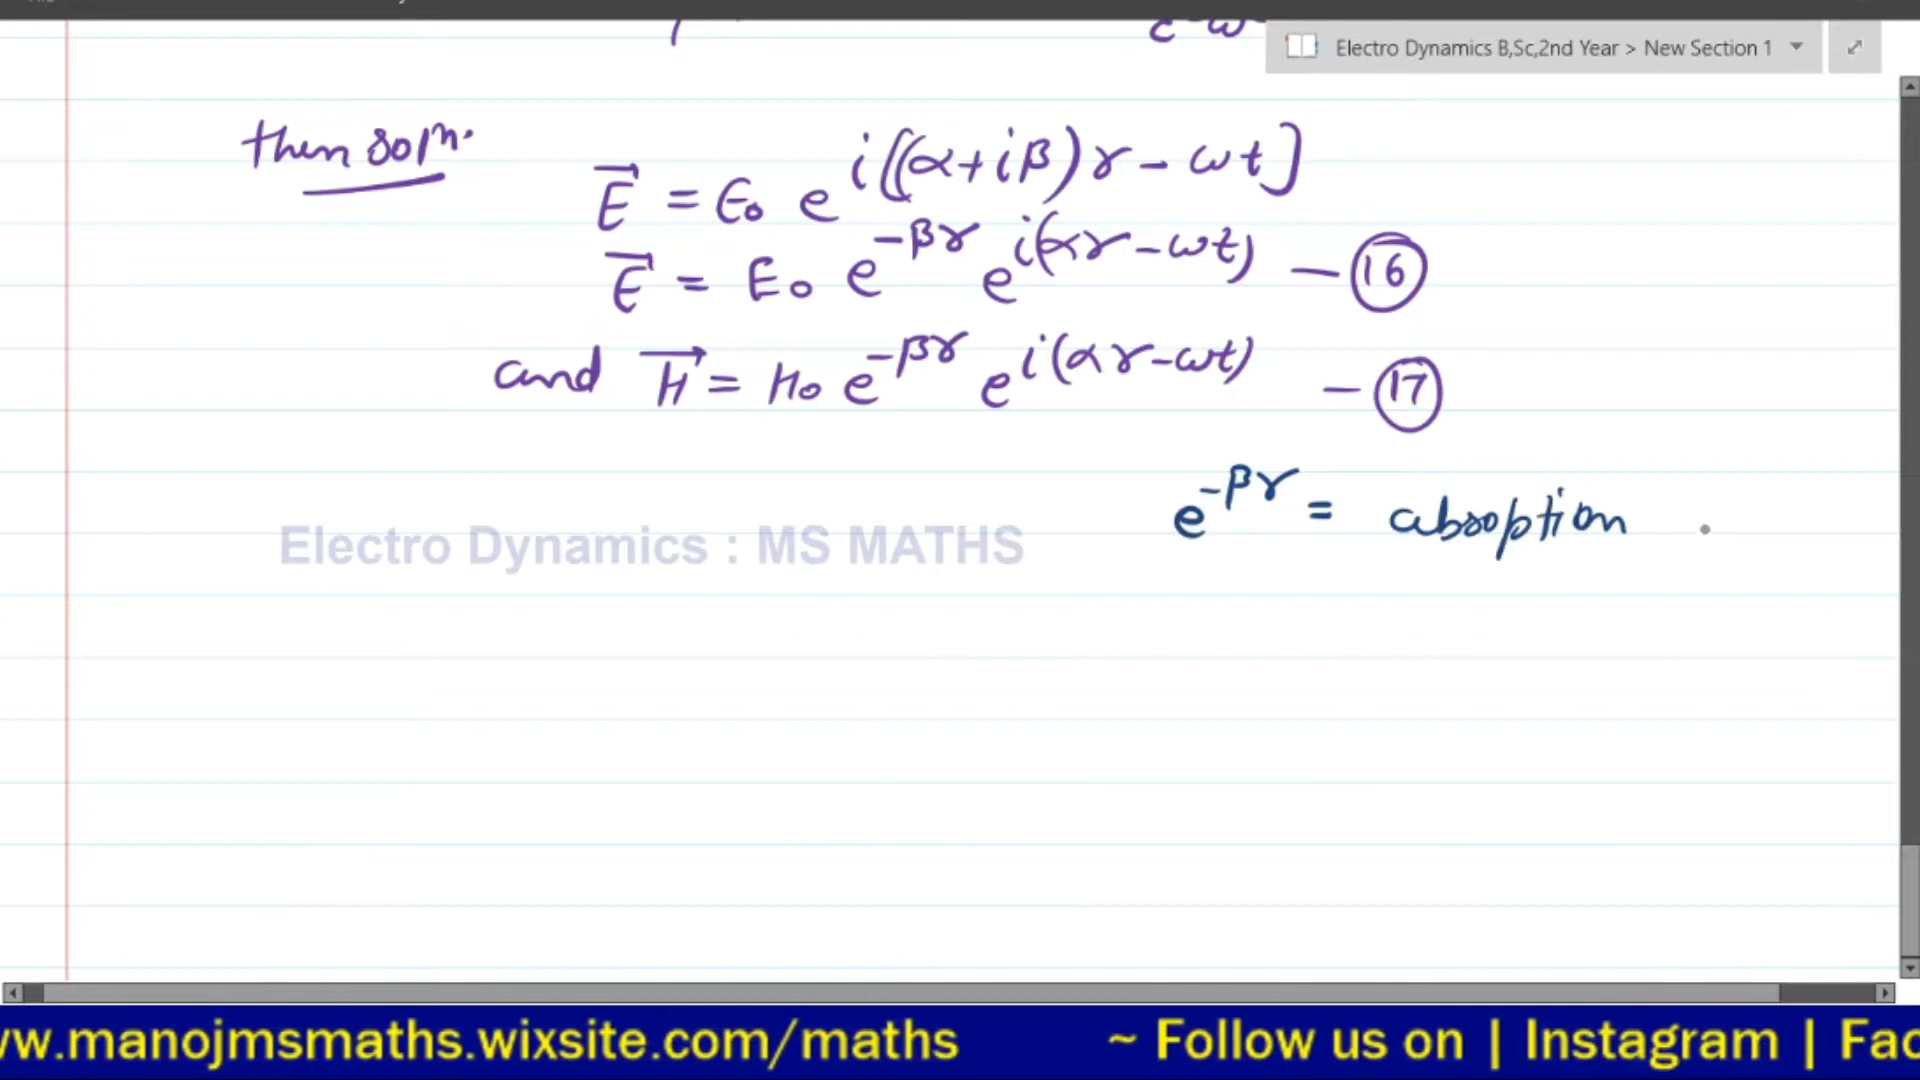 Electro Dynamics B,Sc,2nd Year > New Section 1
then soln.
E⃗ = E₀ e^{i[(α+iβ)r - ωt]}
E⃗ = E₀ e^{-βr} e^{i(αr-ωt)} — (16)
and H⃗ = H₀ e^{-βr} e^{i(αr-ωt)} — (17)
e^{-βr} = absoption
Electro Dynamics : MS MATHS
w.manojmsmaths.wixsite.com/maths ~ Follow us on | Instagram | Fac